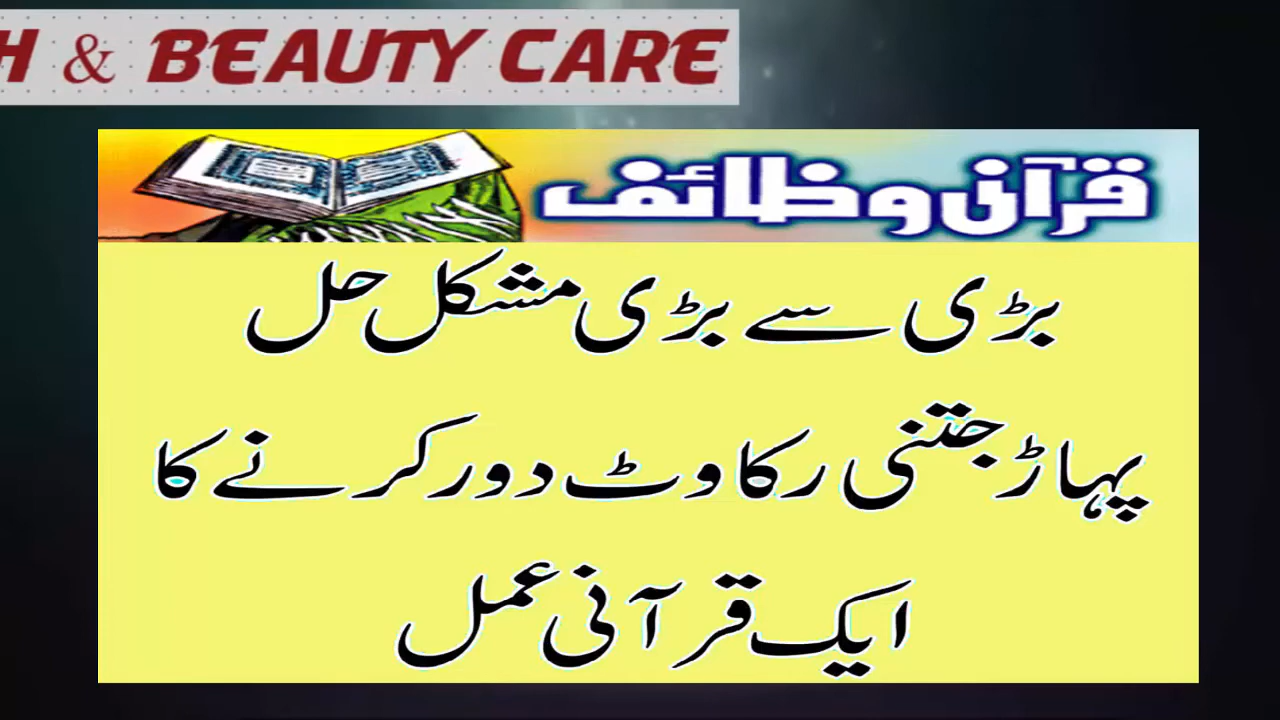 H & BEAUTY CARE
قرآنی وظائف
بڑی سے بڑی مشکل حل
پہاڑ جتنی رکاوٹ دور کرنے کا
ایک قرآنی عمل